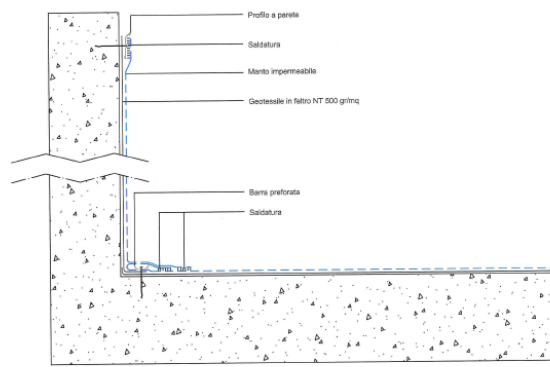 Profilo a parete
Saldatura
Manto impermeabile
Geotessile in feltro NT 500 gr/mq
Barra preforata
Saldatura